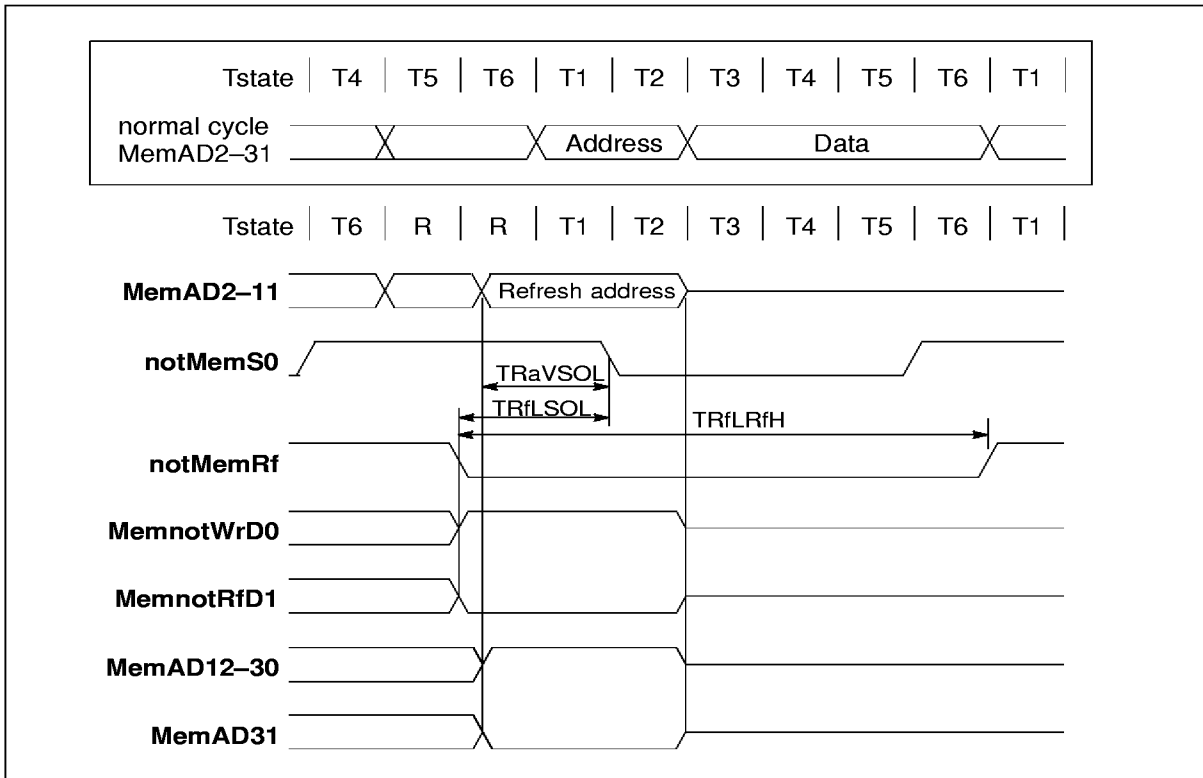 Tstate T4 T5 T6 T1 T2 T3 T4 T5 T6 T1
normal cycle
MemAD2–31
Address Data
Tstate T6 R R T1 T2 T3 T4 T5 T6 T1
MemAD2–11 Refresh address
notMemS0
TRaVSOL
TRfLSOL
TRfLRfH
notMemRf
MemnotWrD0
MemnotRfD1
MemAD12–30
MemAD31